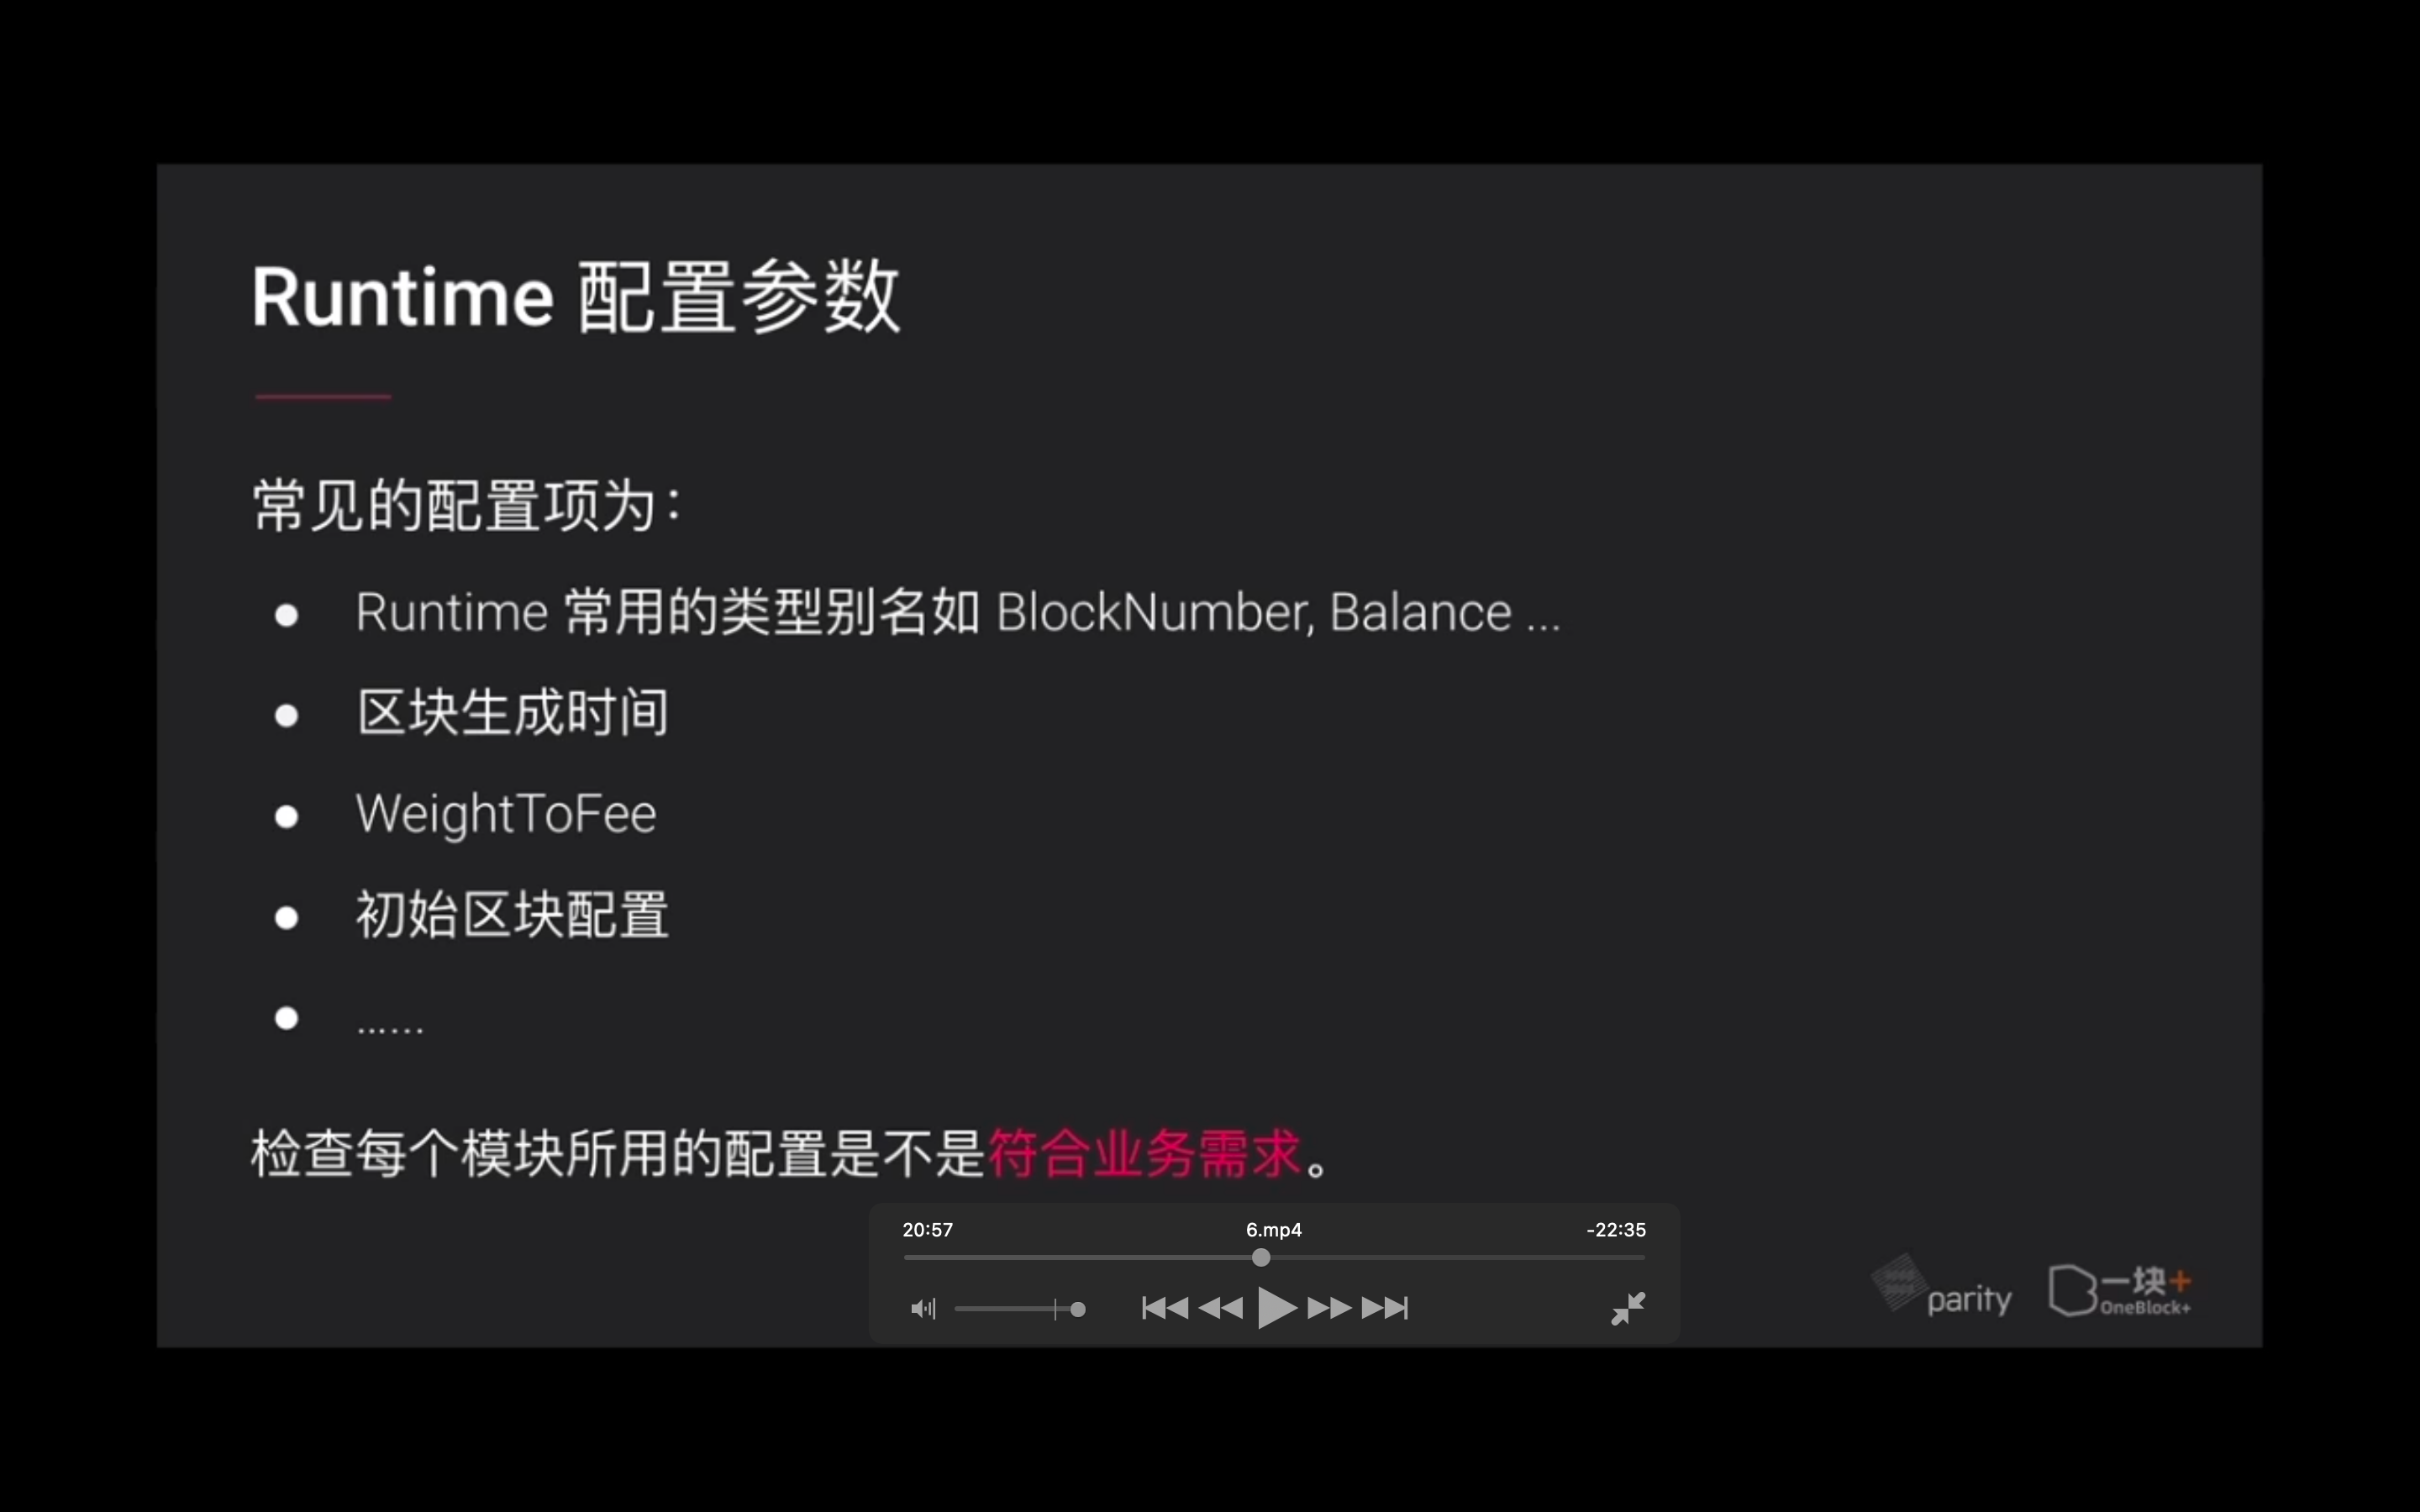 Runtime 配置参数
常见的配置项为：
● Runtime 常用的类型别名如 BlockNumber, Balance ...
● 区块生成时间
● WeightToFee
● 初始区块配置
● ......
检查每个模块所用的配置是不是符合业务需求。
20:57 6.mp4 -22:35
parity 一块+
OneBlock+